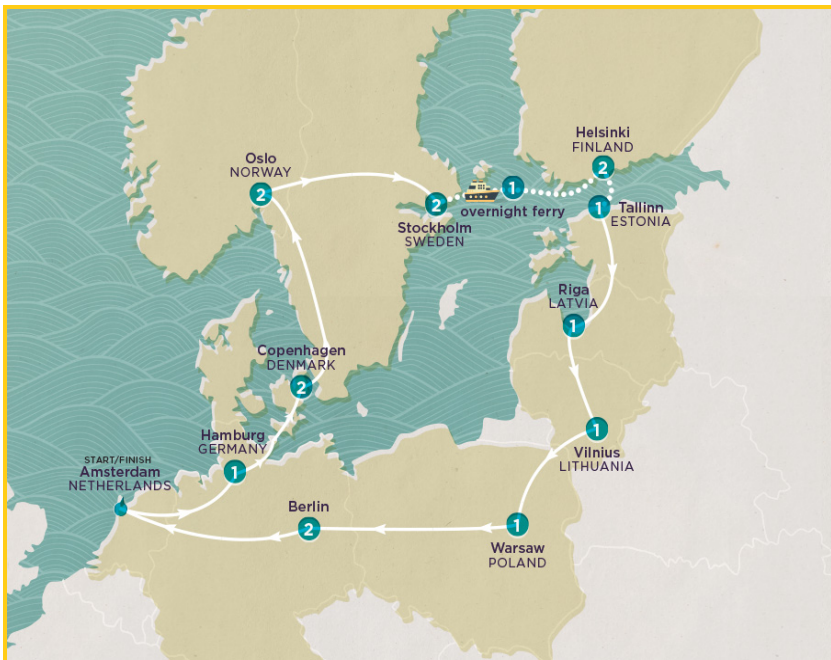 Helsinki
FINLAND
2
Oslo
NORWAY
2
1
overnight ferry
2
Stockholm
SWEDEN
1
Tallinn
ESTONIA
Riga
LATVIA
1
Copenhagen
DENMARK
2
Hamburg
GERMANY
1
START/FINISH
Amsterdam
NETHERLANDS
1
Vilnius
LITHUANIA
Berlin
2
1
Warsaw
POLAND